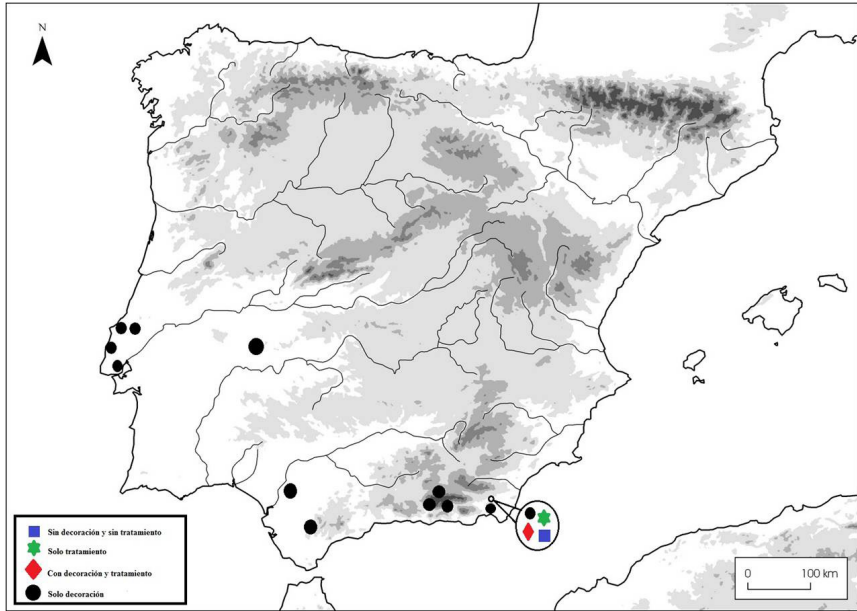 N
Sin decoración y sin tratamiento
Solo tratamiento
Con decoración y tratamiento
Solo decoración
0 100 km